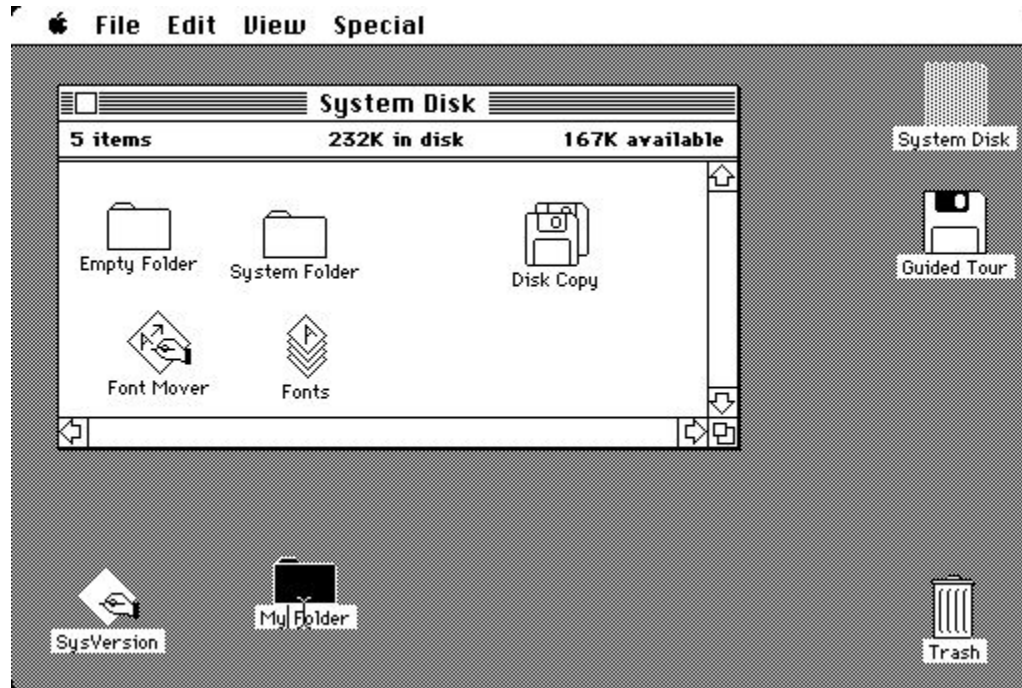 File Edit View Special
System Disk
5 items 232K in disk 167K available
Empty Folder
System Folder
Disk Copy
Font Mover
Fonts
System Disk
Guided Tour
SysVersion
My Folder
Trash